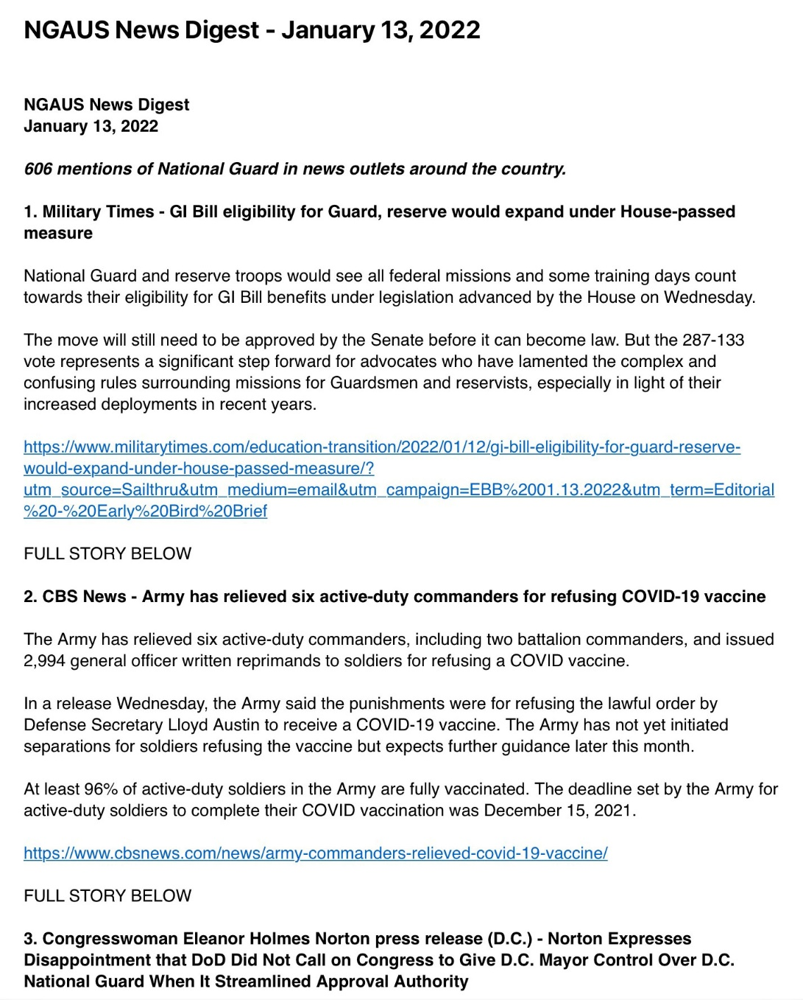 NGAUS News Digest - January 13, 2022
NGAUS News Digest
January 13, 2022
606 mentions of National Guard in news outlets around the country.
1. Military Times - GI Bill eligibility for Guard, reserve would expand under House-passed
measure
National Guard and reserve troops would see all federal missions and some training days count
towards their eligibility for GI Bill benefits under legislation advanced by the House on Wednesday.
The move will still need to be approved by the Senate before it can become law. But the 287-133
vote represents a significant step forward for advocates who have lamented the complex and
confusing rules surrounding missions for Guardsmen and reservists, especially in light of their
increased deployments in recent years.
https://www.militarytimes.com/education-transition/2022/01/12/gi-bill-eligibility-for-guard-reserve-
would-expand-under-house-passed-measure/?
utm_source=Sailthru&utm_medium=email&utm_campaign=EBB%2001.13.2022&utm_term=Editorial
%20-%20Early%20Bird%20Brief
FULL STORY BELOW
2. CBS News - Army has relieved six active-duty commanders for refusing COVID-19 vaccine
The Army has relieved six active-duty commanders, including two battalion commanders, and issued
2,994 general officer written reprimands to soldiers for refusing a COVID vaccine.
In a release Wednesday, the Army said the punishments were for refusing the lawful order by
Defense Secretary Lloyd Austin to receive a COVID-19 vaccine. The Army has not yet initiated
separations for soldiers refusing the vaccine but expects further guidance later this month.
At least 96% of active-duty soldiers in the Army are fully vaccinated. The deadline set by the Army for
active-duty soldiers to complete their COVID vaccination was December 15, 2021.
https://www.cbsnews.com/news/army-commanders-relieved-covid-19-vaccine/
FULL STORY BELOW
3. Congresswoman Eleanor Holmes Norton press release (D.C.) - Norton Expresses
Disappointment that DoD Did Not Call on Congress to Give D.C. Mayor Control Over D.C.
National Guard When It Streamlined Approval Authority